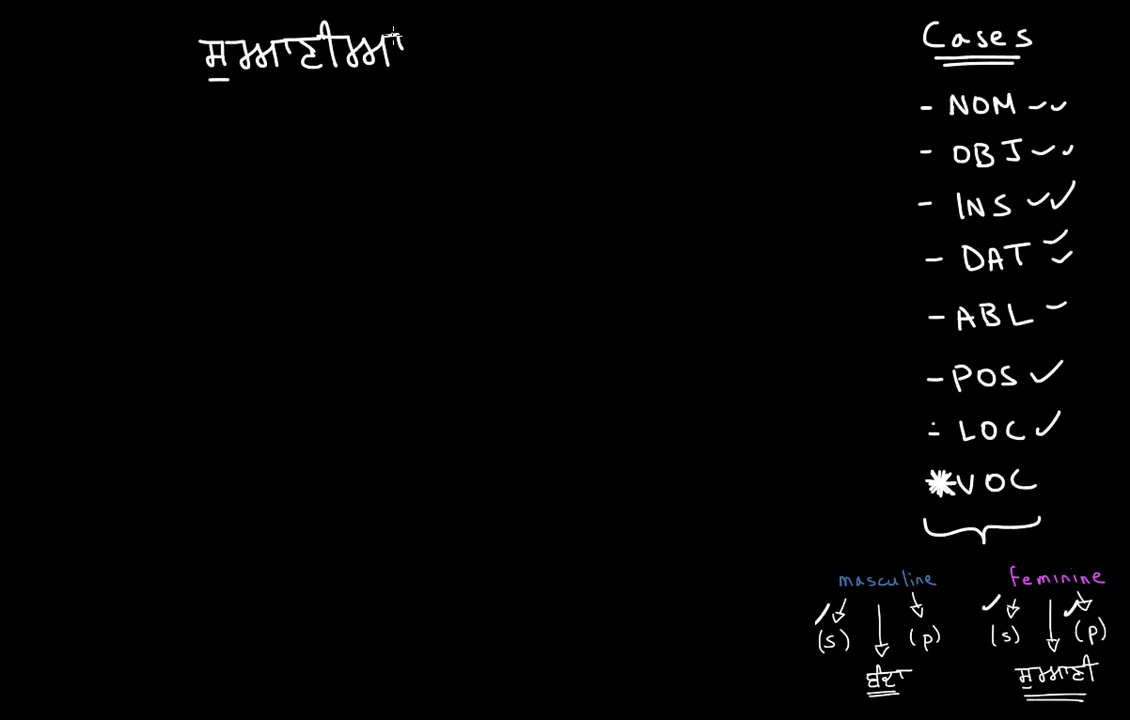 ਸੁਆਣੀਆ
Cases
- NOM
- OBJ
- INS
- DAT
- ABL
- POS
- LOC
* VOC
masculine feminine
(s) (p) (s) (p)
ਬੰਦਾ ਸੁਆਣੀ